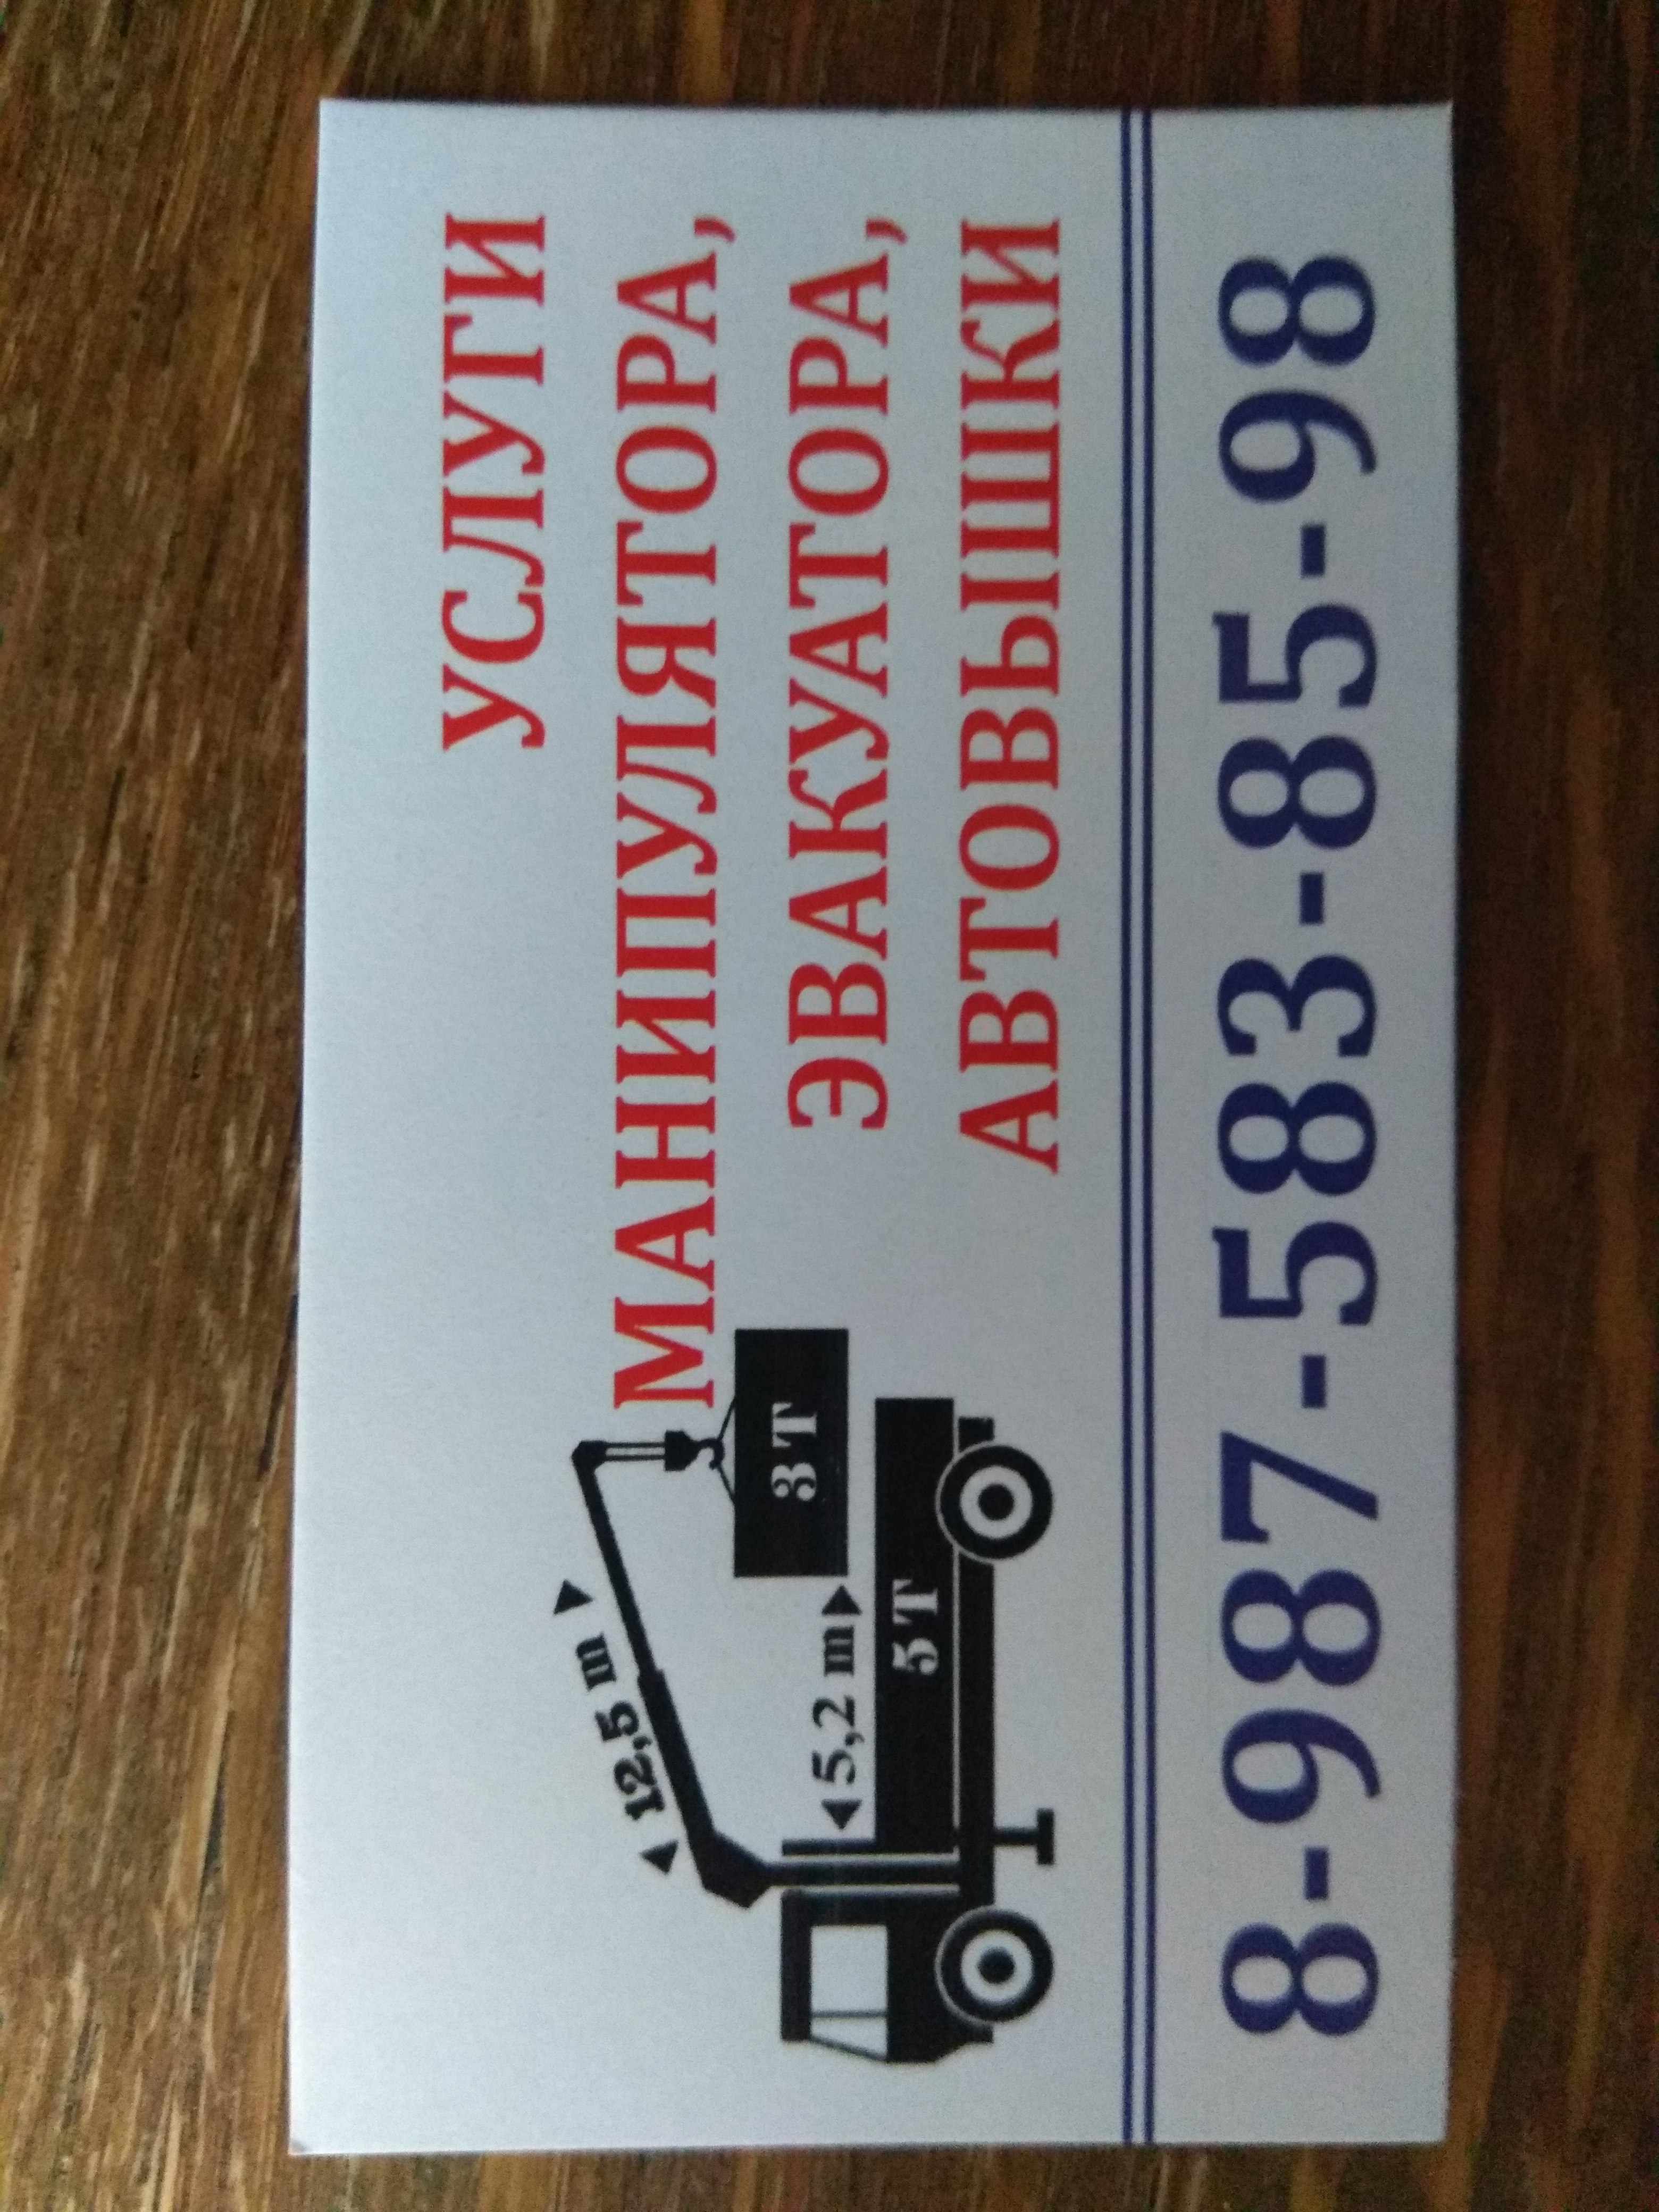 УСЛУГИ
МАНИПУЛЯТОРА,
ЭВАКУАТОРА,
АВТОВЫШКИ
12,5 m
3 T
5,2 m
5 T
8-987-583-85-98